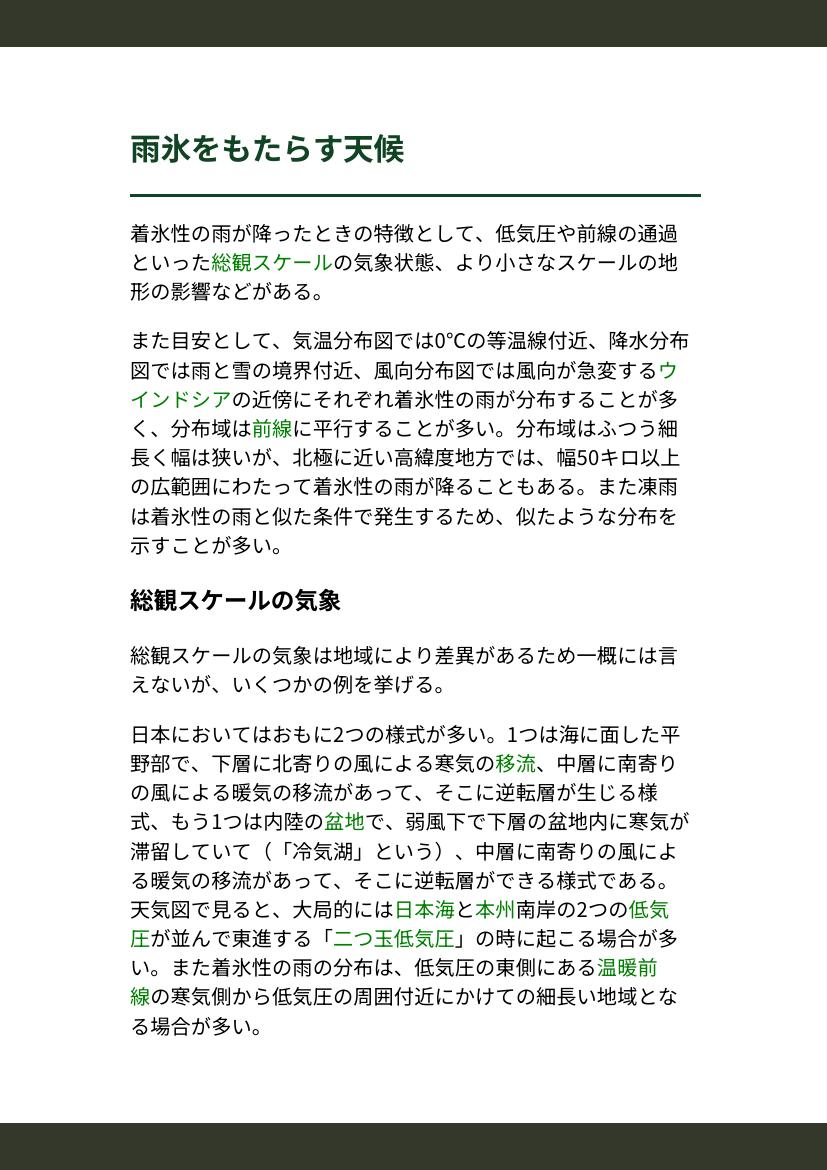 雨氷をもたらす天候
着氷性の雨が降ったときの特徴として、低気圧や前線の通過
といった総観スケールの気象状態、より小さなスケールの地
形の影響などがある。
また目安として、気温分布図では0℃の等温線付近、降水分布
図では雨と雪の境界付近、風向分布図では風向が急変するウ
インドシアの近傍にそれぞれ着氷性の雨が分布することが多
く、分布域は前線に平行することが多い。分布域はふつう細
長く幅は狭いが、北極に近い高緯度地方では、幅50キロ以上
の広範囲にわたって着氷性の雨が降ることもある。また凍雨
は着氷性の雨と似た条件で発生するため、似たような分布を
示すことが多い。
総観スケールの気象
総観スケールの気象は地域により差異があるため一概には言
えないが、いくつかの例を挙げる。
日本においてはおもに2つの様式が多い。1つは海に面した平
野部で、下層に北寄りの風による寒気の移流、中層に南寄り
の風による暖気の移流があって、そこに逆転層が生じる様
式、もう1つは内陸の盆地で、弱風下で下層の盆地内に寒気が
滞留していて（「冷気湖」という）、中層に南寄りの風によ
る暖気の移流があって、そこに逆転層ができる様式である。
天気図で見ると、大局的には日本海と本州南岸の2つの低気
圧が並んで東進する「二つ玉低気圧」の時に起こる場合が多
い。また着氷性の雨の分布は、低気圧の東側にある温暖前
線の寒気側から低気圧の周囲付近にかけての細長い地域とな
る場合が多い。